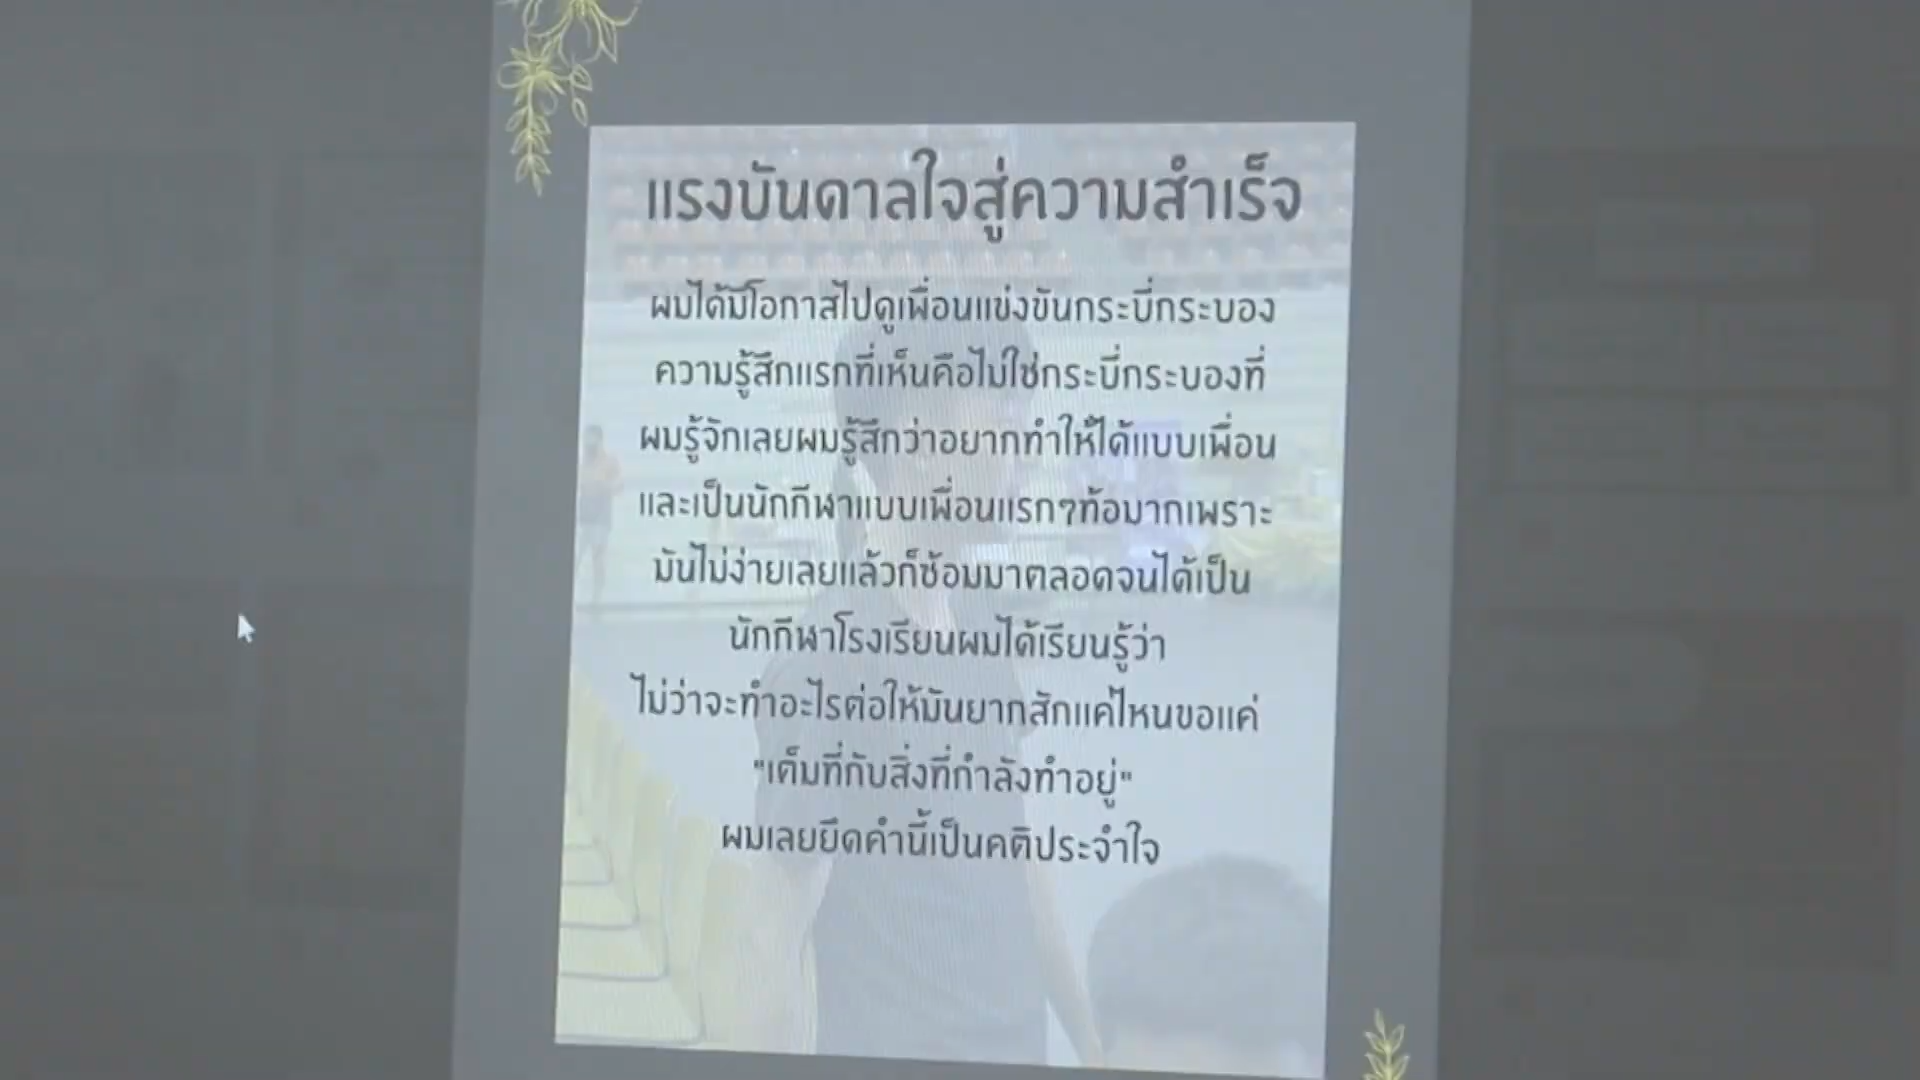 แรงบันดาลใจสู่ความสำเร็จ
ผมได้มีโอกาสไปดูเพื่อนแข่งขันกระบี่กระบอง
ความรู้สึกแรกที่เห็นคือไม่ใช่กระบี่กระบองที่
ผมรู้จักเลยผมรู้สึกว่าอยากทำให้ได้แบบเพื่อน
และเป็นนักกีฬาแบบเพื่อนแรกๆท้อมากเพราะ
มันไม่ง่ายเลยแล้วก็ซ้อมมาตลอดจนได้เป็น
นักกีฬาโรงเรียนผมได้เรียนรู้ว่า
ไม่ว่าจะทำอะไรต่อให้มันยากสักแค่ไหนขอแค่
"เต็มที่กับสิ่งที่กำลังทำอยู่"
ผมเลยยึดคำนี้เป็นคติประจำใจ